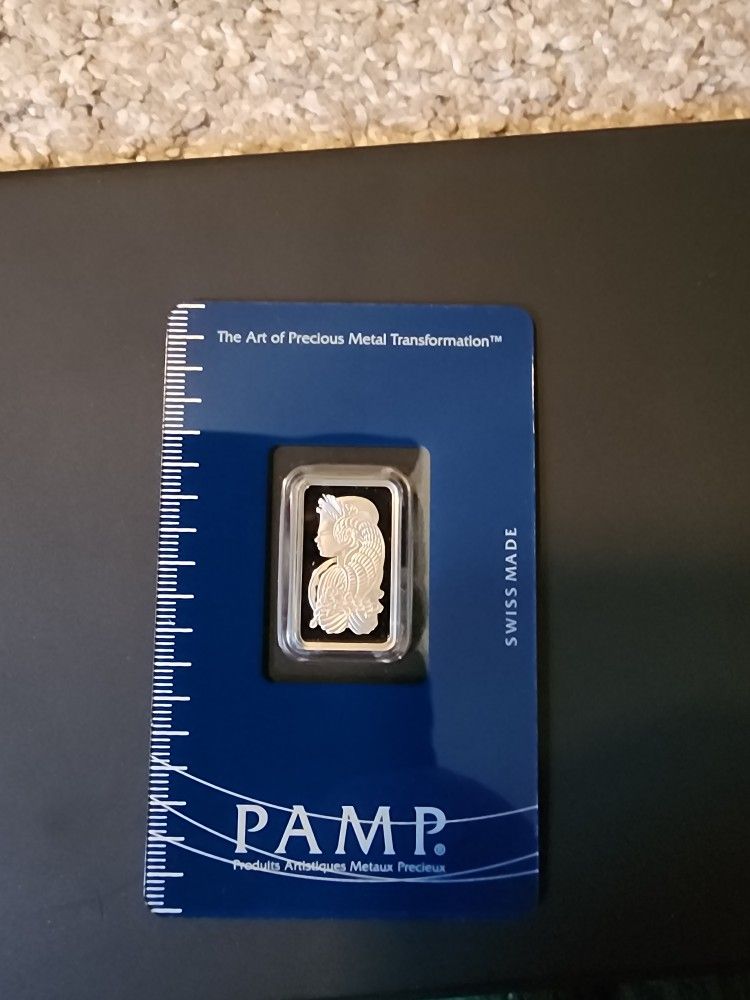 The Art of Precious Metal Transformation™
SWISS MADE
PAMP®
Produits Artistiques Metaux Precieux